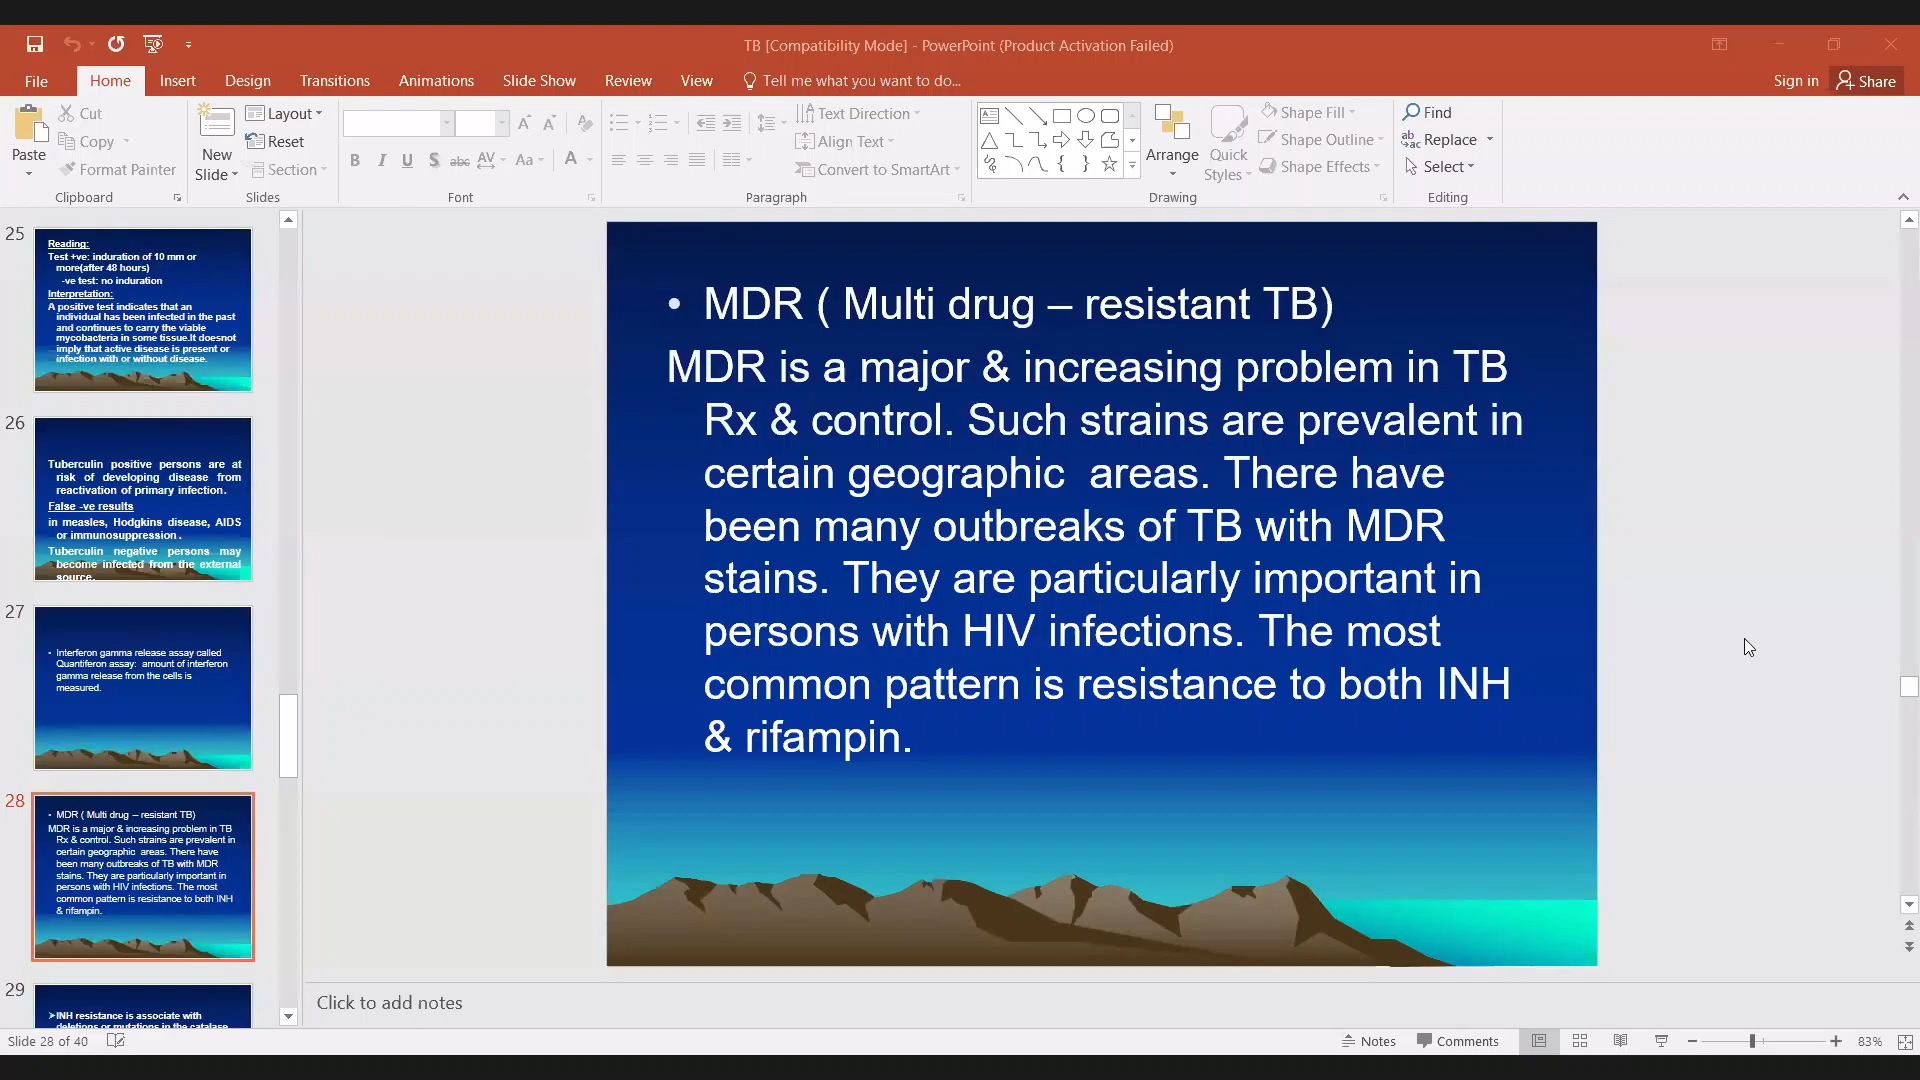 TB [Compatibility Mode] - PowerPoint (Product Activation Failed)
File Home Insert Design Transitions Animations Slide Show Review View Tell me what you want to do... Sign in Share
Paste
Cut
Copy
Format Painter
Clipboard
New
Slide
Layout
Reset
Section
Slides
B I U S abc AV Aa A
Font
Text Direction
Align Text
Convert to SmartArt
Paragraph
Arrange
Quick
Styles
Shape Fill
Shape Outline
Shape Effects
Drawing
Find
Replace
Select
Editing
25
Reading:
Test +ve: induration of 10 mm or
more(after 48 hours)
-ve test: no induration
Interpretation:
A positive test indicates that an
individual has been infected in the past
and continues to carry the viable
mycobacteria in some tissue.It doesnot
imply that active disease is present or
infection with or without disease.
26
Tuberculin positive persons are at
risk of developing disease from
reactivation of primary infection.
False -ve results
in measles, Hodgkins disease, AIDS
or immunosuppression.
Tuberculin negative persons may
become infected from the external
source.
27
• Interferon gamma release assay called
Quantiferon assay: amount of interferon
gamma release from the cells is
measured.
28
• MDR ( Multi drug – resistant TB)
MDR is a major & increasing problem in TB
Rx & control. Such strains are prevalent in
certain geographic areas. There have
been many outbreaks of TB with MDR
stains. They are particularly important in
persons with HIV infections. The most
common pattern is resistance to both INH
& rifampin.
29
➢INH resistance is associate with
deletions or mutations in the catalase
• MDR ( Multi drug – resistant TB)
MDR is a major & increasing problem in TB
Rx & control. Such strains are prevalent in
certain geographic  areas. There have
been many outbreaks of TB with MDR
stains. They are particularly important in
persons with HIV infections. The most
common pattern is resistance to both INH
& rifampin.
Click to add notes
Slide 28 of 40
Notes Comments 83%